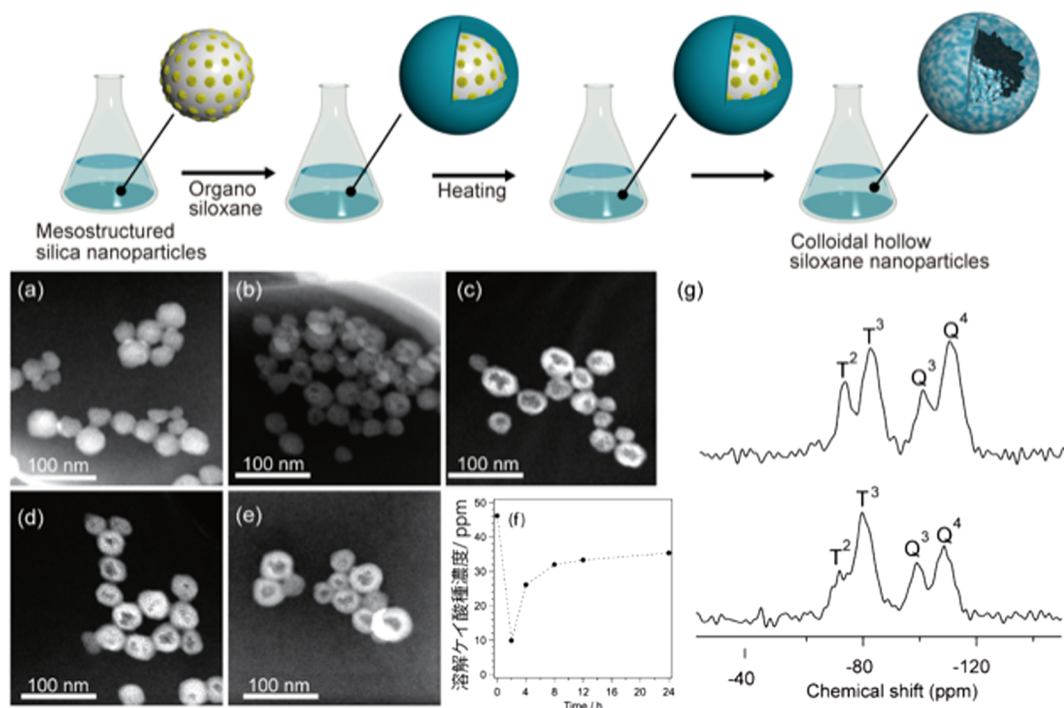 Organo
siloxane
Heating
Mesostructured
silica nanoparticles
Colloidal hollow
siloxane nanoparticles
(a)
100 nm
(b)
100 nm
(c)
100 nm
(d)
100 nm
(e)
100 nm
(f)
溶解ケイ酸種濃度/ ppm
50
40
30
20
10
0
0 4 8 12 16 20 24
Time / h
(g)
T² T³ Q³ Q⁴
T² T³ Q³ Q⁴
-40 -80 -120
Chemical shift (ppm)